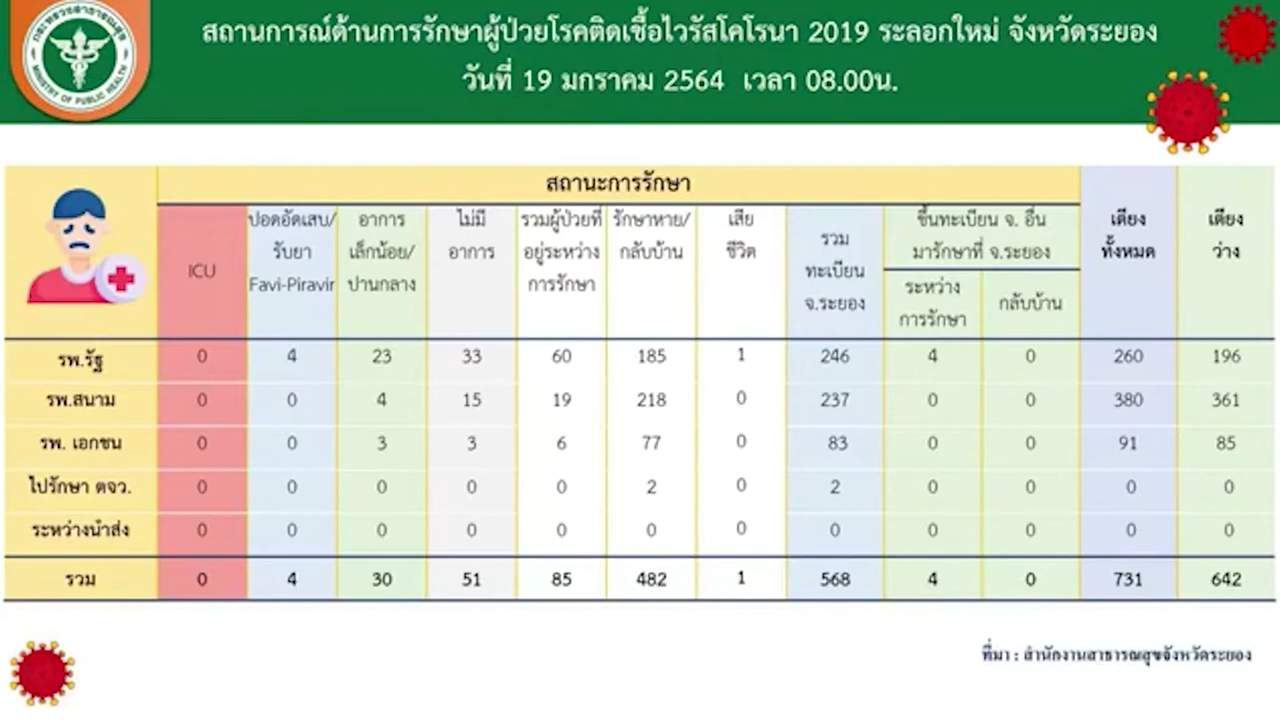 กระทรวงสาธารณสุข
MINISTRY OF PUBLIC HEALTH
สถานการณ์ด้านการรักษาผู้ป่วยโรคติดเชื้อไวรัสโคโรนา 2019 ระลอกใหม่ จังหวัดระยอง
วันที่ 19 มกราคม 2564 เวลา 08.00น.
สถานะการรักษา
ICU
ปอดอัดเสบ/
รับยา
Favi-Piravir
อาการ
เล็กน้อย/
ปานกลาง
ไม่มี
อาการ
รวมผู้ป่วยที่
อยู่ระหว่าง
การรักษา
รักษาหาย/
กลับบ้าน
เสีย
ชีวิต
รวม
ทะเบียน
จ.ระยอง
ขึ้นทะเบียน จ. อื่น
มารักษาที่ จ.ระยอง
ระหว่าง
การรักษา
กลับบ้าน
เตียง
ทั้งหมด
เตียง
ว่าง
รพ.รัฐ 0 4 23 33 60 185 1 246 4 0 260 196
รพ.สนาม 0 0 4 15 19 218 0 237 0 0 380 361
รพ. เอกชน 0 0 3 3 6 77 0 83 0 0 91 85
ไปรักษา ตจว. 0 0 0 0 0 2 0 2 0 0 0 0
ระหว่างนำส่ง 0 0 0 0 0 0 0 0 0 0 0 0
รวม 0 4 30 51 85 482 1 568 4 0 731 642
ที่มา : สำนักงานสาธารณสุขจังหวัดระยอง